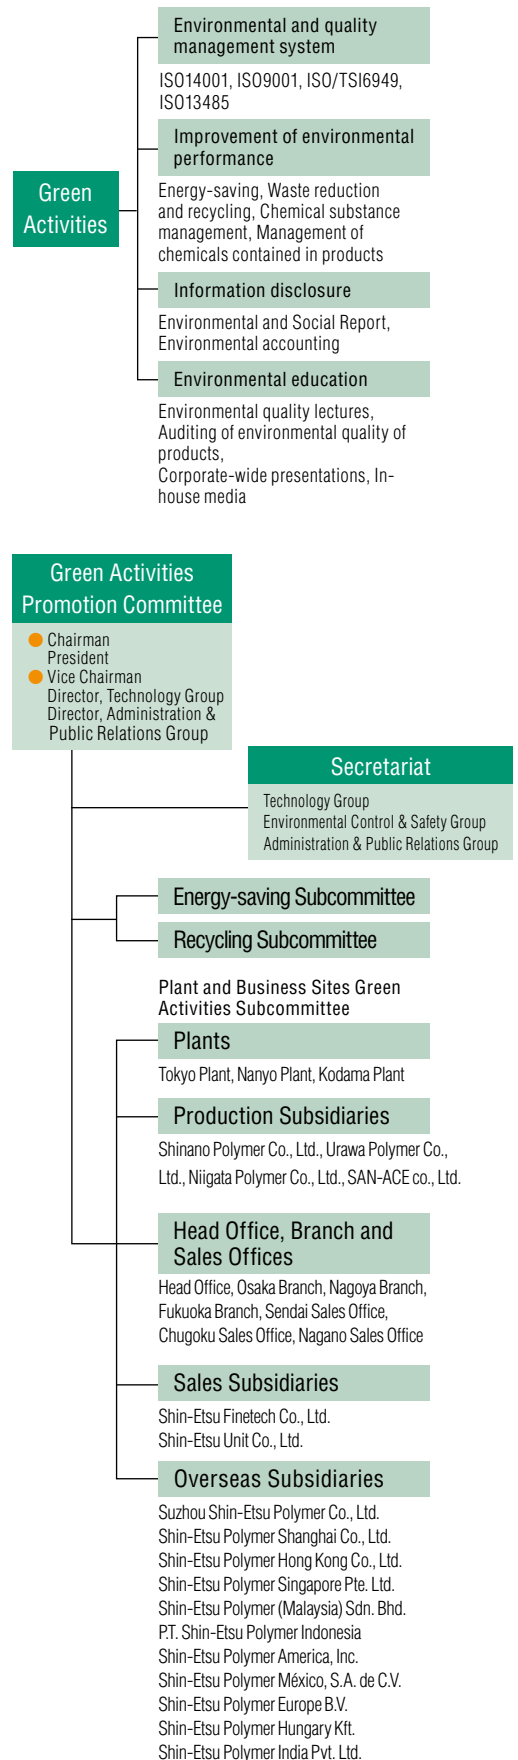 Environmental and quality
management system
ISO14001, ISO9001, ISO/TSI6949,
ISO13485
Improvement of environmental
performance
Green
Activities
Energy-saving, Waste reduction
and recycling, Chemical substance
management, Management of
chemicals contained in products
Information disclosure
Environmental and Social Report,
Environmental accounting
Environmental education
Environmental quality lectures,
Auditing of environmental quality of
products,
Corporate-wide presentations, In-
house media
Green Activities
Promotion Committee
Chairman
President
Vice Chairman
Director, Technology Group
Director, Administration &
Public Relations Group
Secretariat
Technology Group
Environmental Control & Safety Group
Administration & Public Relations Group
Energy-saving Subcommittee
Recycling Subcommittee
Plant and Business Sites Green
Activities Subcommittee
Plants
Tokyo Plant, Nanyo Plant, Kodama Plant
Production Subsidiaries
Shinano Polymer Co., Ltd., Urawa Polymer Co.,
Ltd., Niigata Polymer Co., Ltd., SAN-ACE co., Ltd.
Head Office, Branch and
Sales Offices
Head Office, Osaka Branch, Nagoya Branch,
Fukuoka Branch, Sendai Sales Office,
Chugoku Sales Office, Nagano Sales Office
Sales Subsidiaries
Shin-Etsu Finetech Co., Ltd.
Shin-Etsu Unit Co., Ltd.
Overseas Subsidiaries
Suzhou Shin-Etsu Polymer Co., Ltd.
Shin-Etsu Polymer Shanghai Co., Ltd.
Shin-Etsu Polymer Hong Kong Co., Ltd.
Shin-Etsu Polymer Singapore Pte. Ltd.
Shin-Etsu Polymer (Malaysia) Sdn. Bhd.
P.T. Shin-Etsu Polymer Indonesia
Shin-Etsu Polymer America, Inc.
Shin-Etsu Polymer México, S.A. de C.V.
Shin-Etsu Polymer Europe B.V.
Shin-Etsu Polymer Hungary Kft.
Shin-Etsu Polymer India Pvt. Ltd.